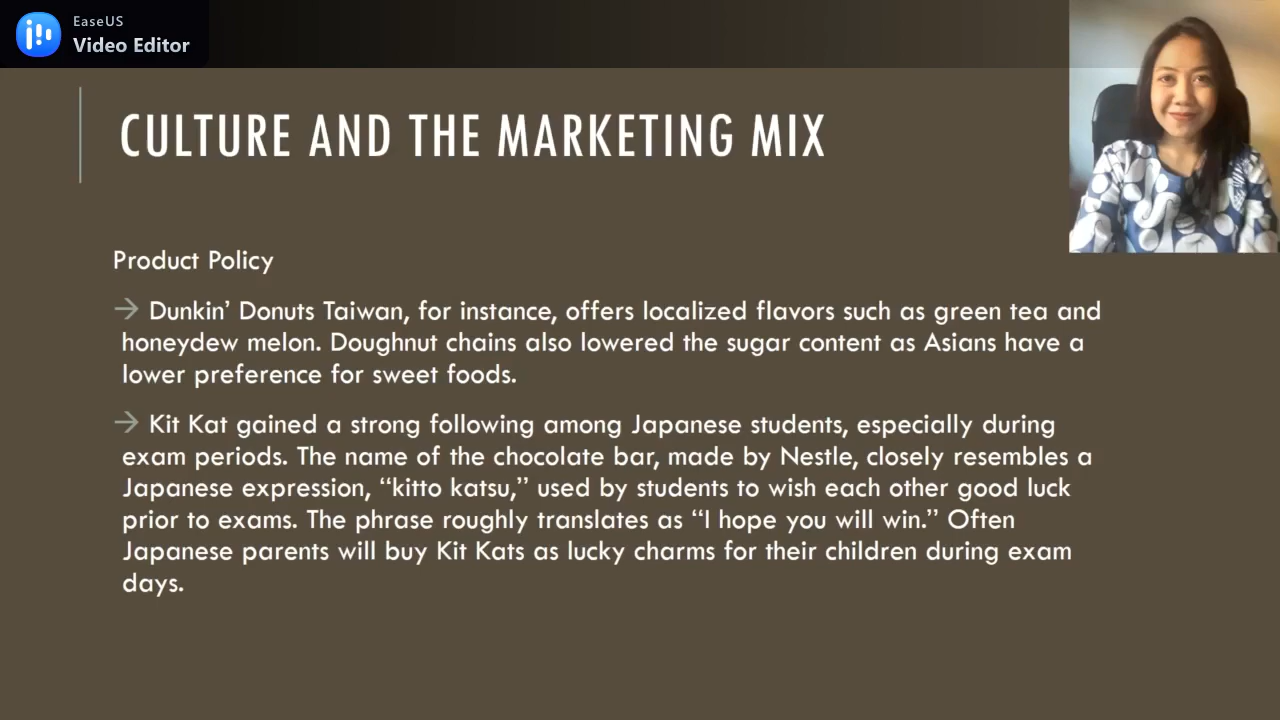 EaseUS
Video Editor
CULTURE AND THE MARKETING MIX
Product Policy
→ Dunkin’ Donuts Taiwan, for instance, offers localized flavors such as green tea and
honeydew melon. Doughnut chains also lowered the sugar content as Asians have a
lower preference for sweet foods.
→ Kit Kat gained a strong following among Japanese students, especially during
exam periods. The name of the chocolate bar, made by Nestle, closely resembles a
Japanese expression, “kitto katsu,” used by students to wish each other good luck
prior to exams. The phrase roughly translates as “I hope you will win.” Often
Japanese parents will buy Kit Kats as lucky charms for their children during exam
days.